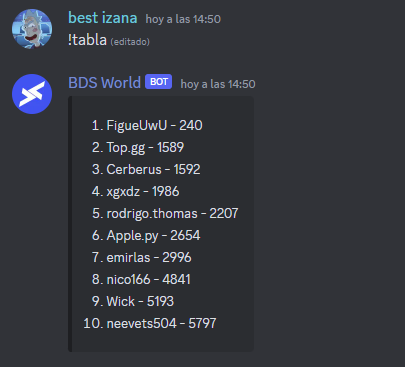 best izana hoy a las 14:50
!tabla (editado)
BDS World BOT hoy a las 14:50
1. FigueUwU - 240
2. Top.gg - 1589
3. Cerberus - 1592
4. xgxdz - 1986
5. rodrigo.thomas - 2207
6. Apple.py - 2654
7. emirlas - 2996
8. nico166 - 4841
9. Wick - 5193
10. neevets504 - 5797